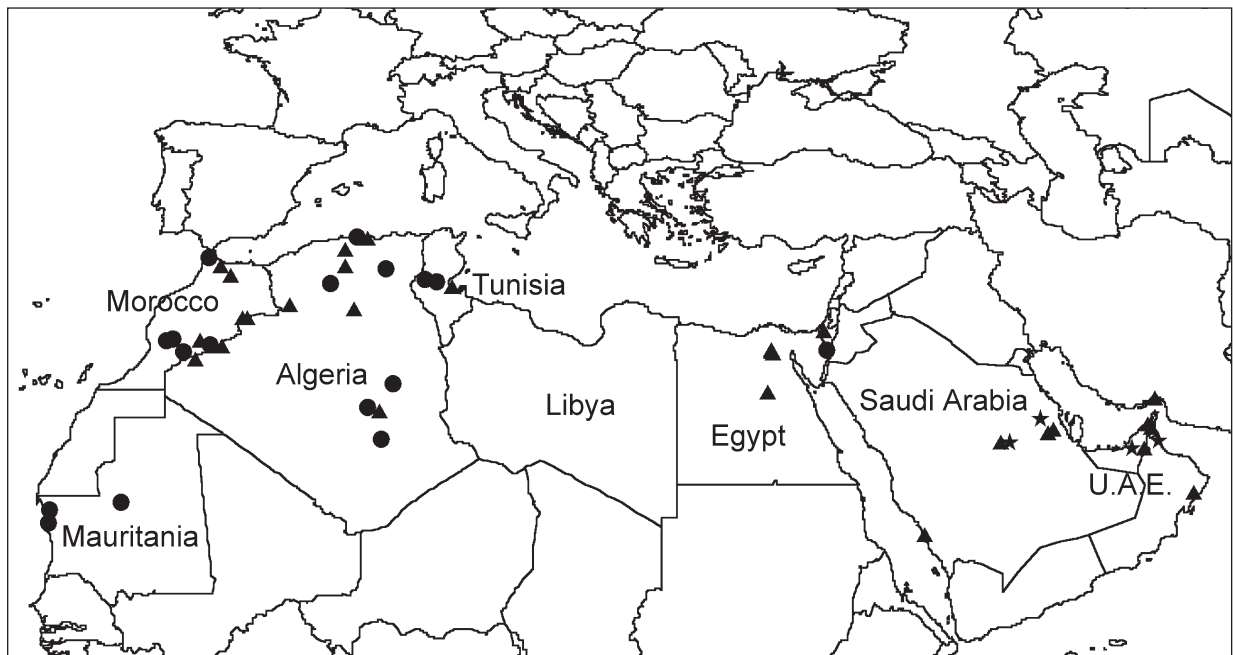 Tunisia
Morocco
Algeria
Libya
Saudi Arabia
Egypt
U.A.E.
Mauritania